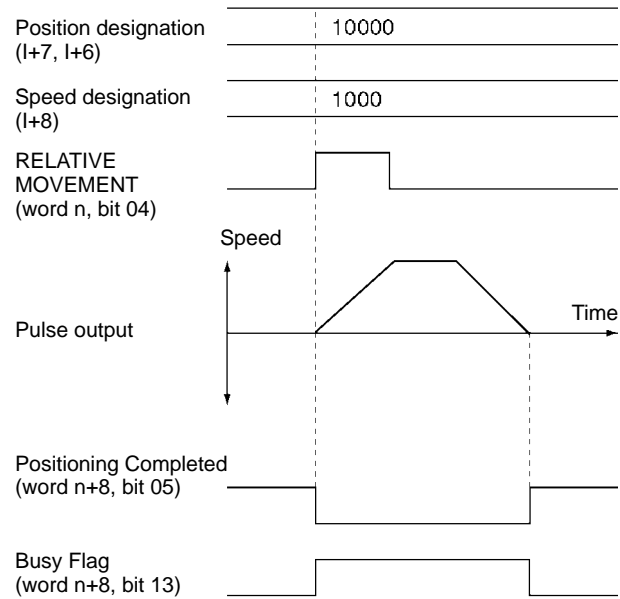 Position designation
(I+7, I+6)
10000
Speed designation
(I+8)
1000
RELATIVE
MOVEMENT
(word n, bit 04)
Speed
Pulse output
Time
Positioning Completed
(word n+8, bit 05)
Busy Flag
(word n+8, bit 13)